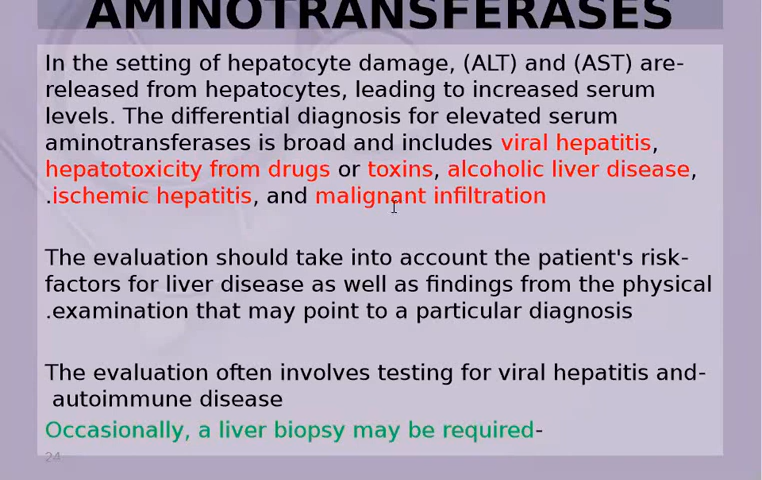 AMINOTRANSFERASES
In the setting of hepatocyte damage, (ALT) and (AST) are-
released from hepatocytes, leading to increased serum
levels. The differential diagnosis for elevated serum
aminotransferases is broad and includes viral hepatitis,
hepatotoxicity from drugs or toxins, alcoholic liver disease,
.ischemic hepatitis, and malignant infiltration
The evaluation should take into account the patient's risk-
factors for liver disease as well as findings from the physical
.examination that may point to a particular diagnosis
The evaluation often involves testing for viral hepatitis and-
autoimmune disease
Occasionally, a liver biopsy may be required-
24